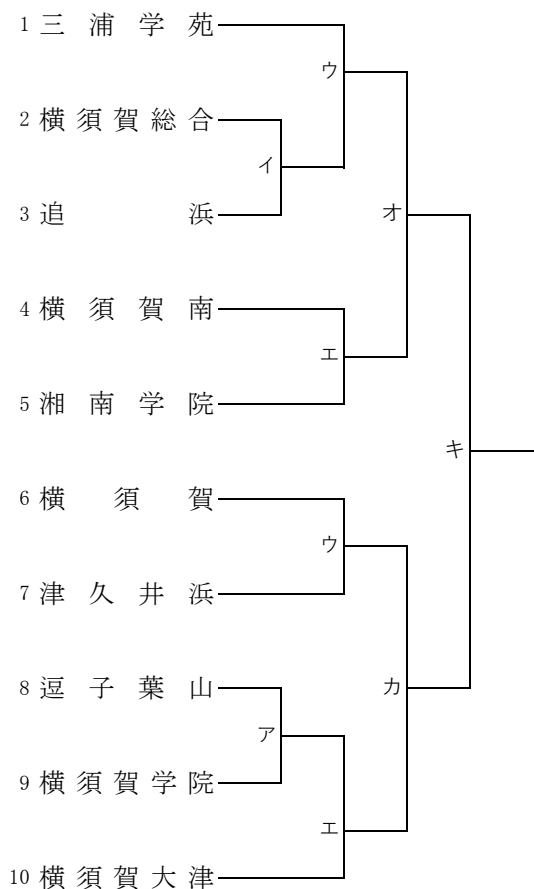 1 三浦学苑
ウ
2 横須賀総合
イ
3 追浜
オ
4 横須賀南
エ
5 湘南学院
キ
6 横須賀
ウ
7 津久井浜
8 逗子葉山
カ
ア
9 横須賀学院
エ
10 横須賀大津